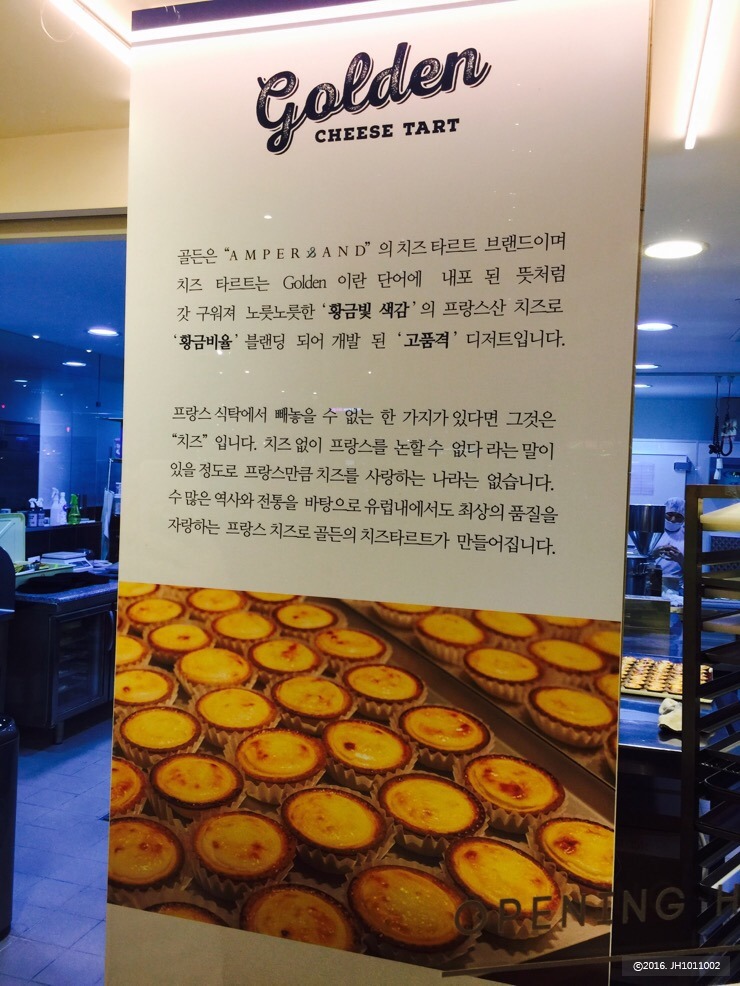 Golden
CHEESE TART
골든은 “AMPERSAND” 의 치즈 타르트 브랜드이며
치즈 타르트는 Golden 이란 단어에 내포 된 뜻처럼
갓 구워져 노릇노릇한 ‘황금빛 색감’ 의 프랑스산 치즈로
‘황금비율’ 블랜딩 되어 개발 된 ‘고품격’ 디저트입니다.
프랑스 식탁에서 빼놓을 수 없는 한 가지가 있다면 그것은
“치즈” 입니다. 치즈 없이 프랑스를 논할 수 없다 라는 말이
있을 정도로 프랑스만큼 치즈를 사랑하는 나라는 없습니다.
수 많은 역사와 전통을 바탕으로 유럽내에서도 최상의 품질을
자랑하는 프랑스 치즈로 골든의 치즈타르트가 만들어집니다.
OPENING H
©2016. JH1011002